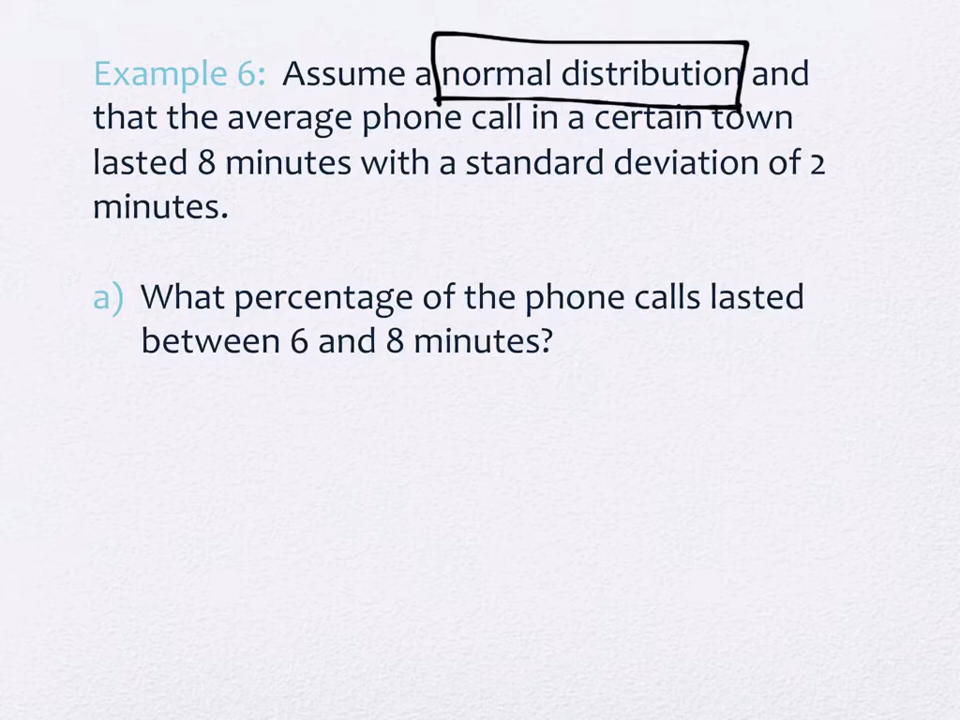 Example 6: Assume a normal distribution and
that the average phone call in a certain town
lasted 8 minutes with a standard deviation of 2
minutes.
a) What percentage of the phone calls lasted
between 6 and 8 minutes?